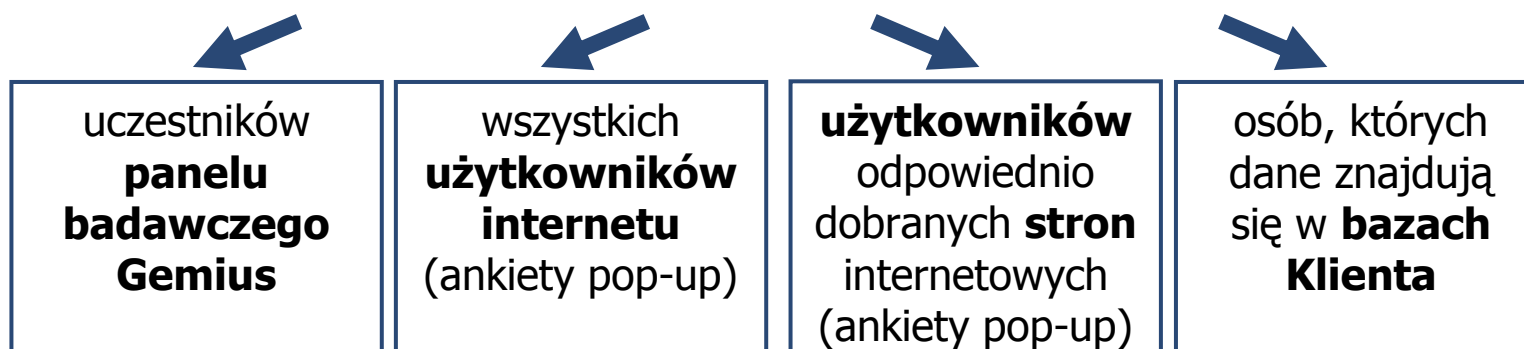 uczestników
panelu
badawczego
Gemius
wszystkich
użytkowników
internetu
(ankiety pop-up)
użytkowników
odpowiednio
dobranych stron
internetowych
(ankiety pop-up)
osób, których
dane znajdują
się w bazach
Klienta